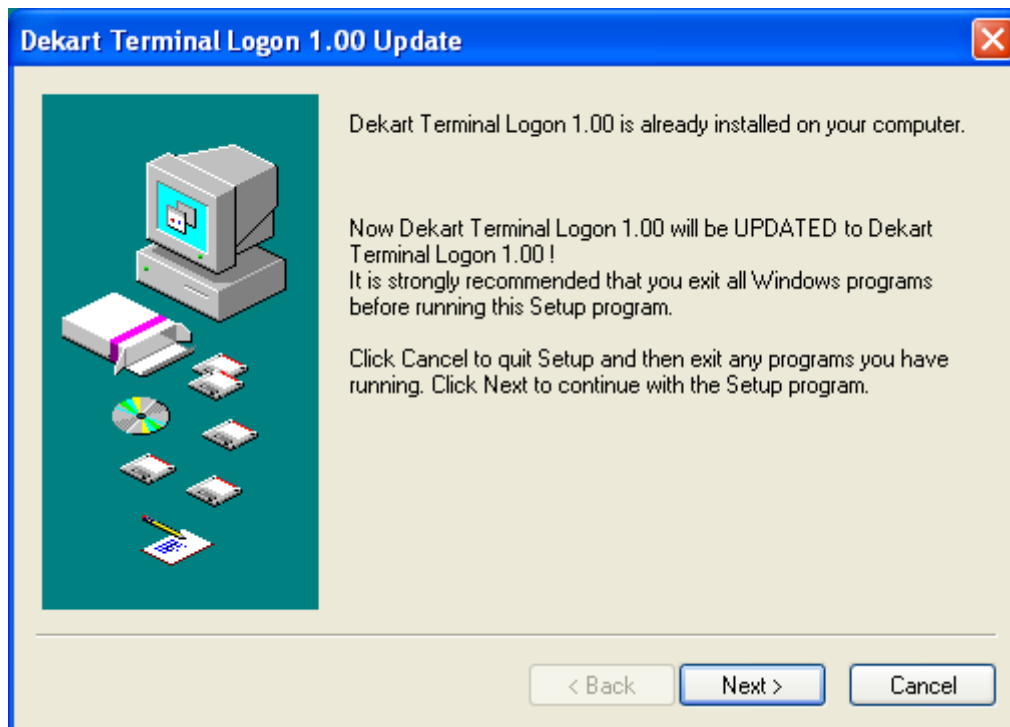 Dekart Terminal Logon 1.00 Update
Dekart Terminal Logon 1.00 is already installed on your computer.
Now Dekart Terminal Logon 1.00 will be UPDATED to Dekart
Terminal Logon 1.00 !
It is strongly recommended that you exit all Windows programs
before running this Setup program.
Click Cancel to quit Setup and then exit any programs you have
running. Click Next to continue with the Setup program.
< Back
Next >
Cancel